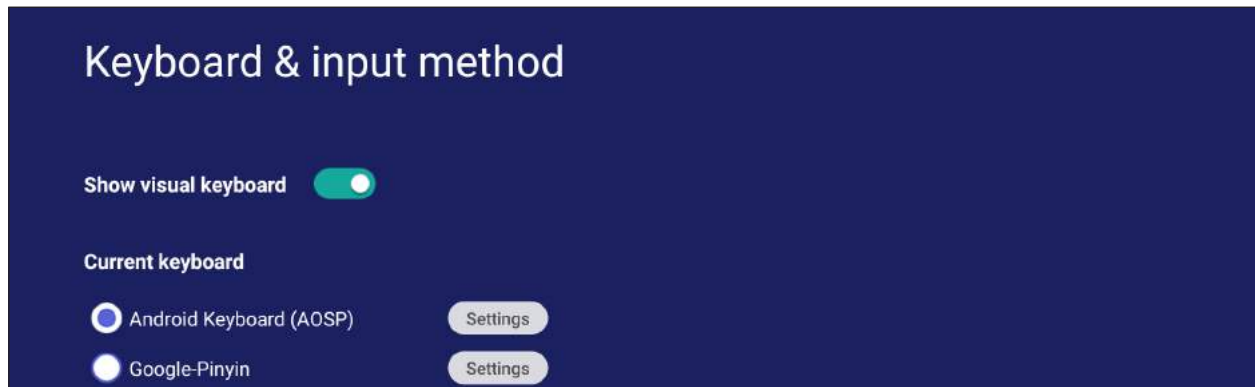 Keyboard & input method
Show visual keyboard
Current keyboard
Android Keyboard (AOSP) Settings
Google-Pinyin Settings